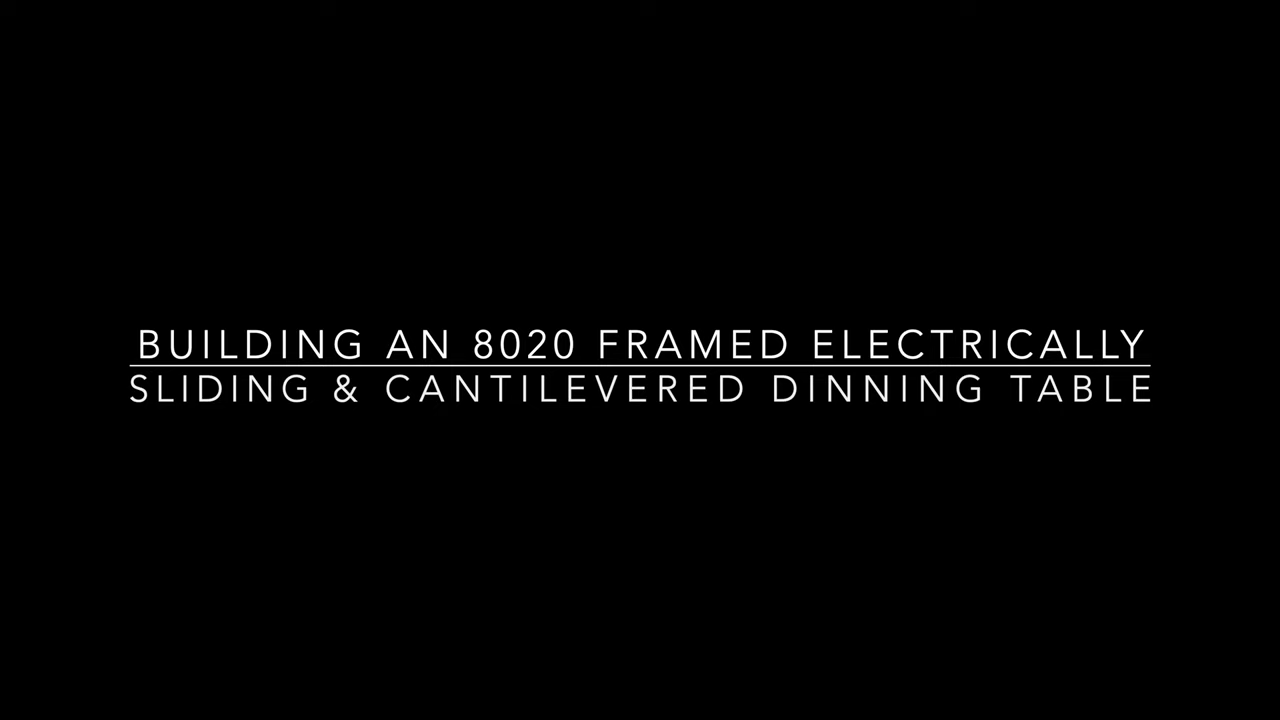 BUILDING AN 8020 FRAMED ELECTRICALLY
SLIDING & CANTILEVERED DINNING TABLE